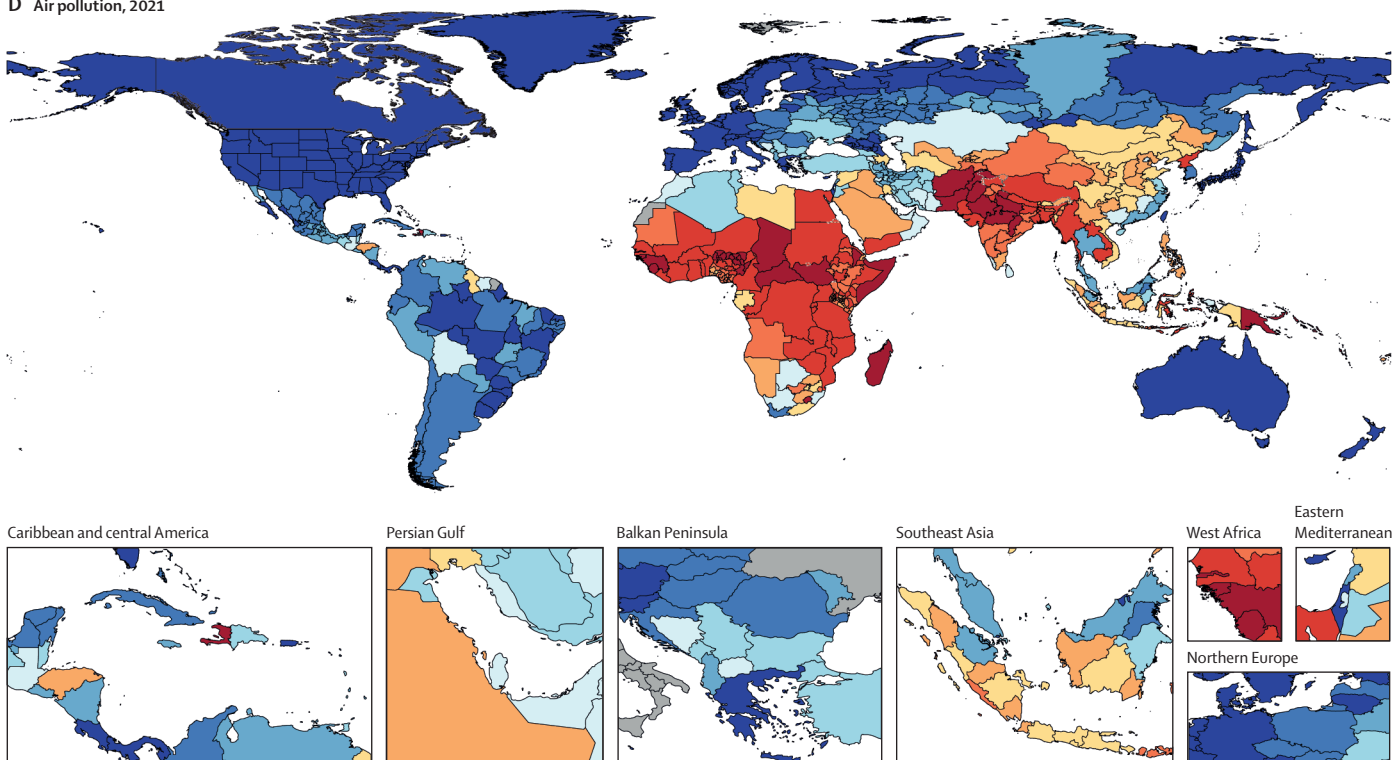 D Air pollution, 2021
Caribbean and central America
Persian Gulf
Balkan Peninsula
Southeast Asia
West Africa
Eastern
Mediterranean
Northern Europe